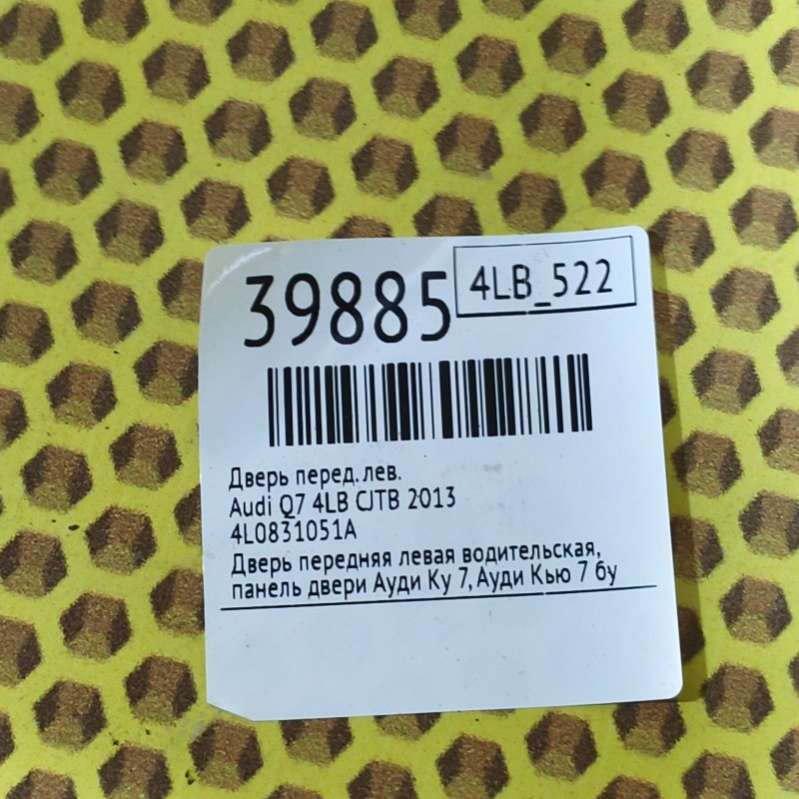 39885
4LB_522
Дверь перед. лев.
Audi Q7 4LB CJTB 2013
4L0831051A
Дверь передняя левая водительская,
панель двери Ауди Ку 7, Ауди Кью 7 бу